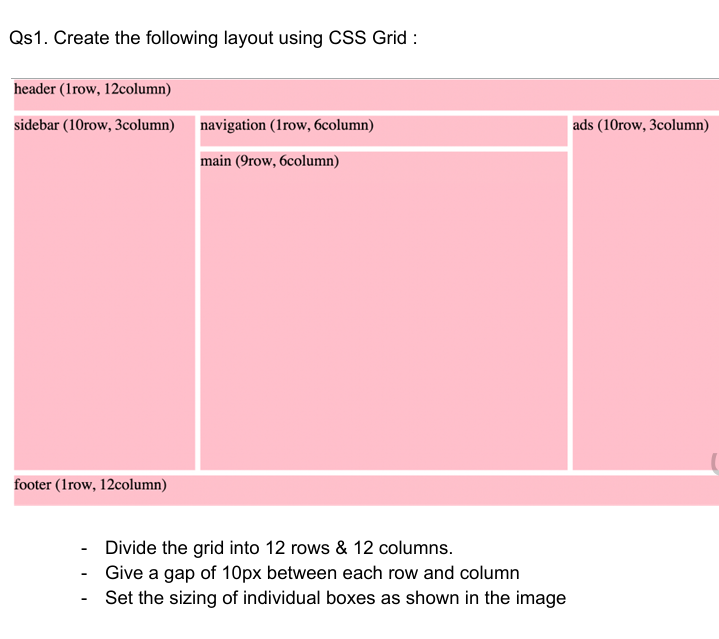 Qs1. Create the following layout using CSS Grid :
header (1row, 12column)
sidebar (10row, 3column)
navigation (1row, 6column)
ads (10row, 3column)
main (9row, 6column)
footer (1row, 12column)
- Divide the grid into 12 rows & 12 columns.
- Give a gap of 10px between each row and column
- Set the sizing of individual boxes as shown in the image